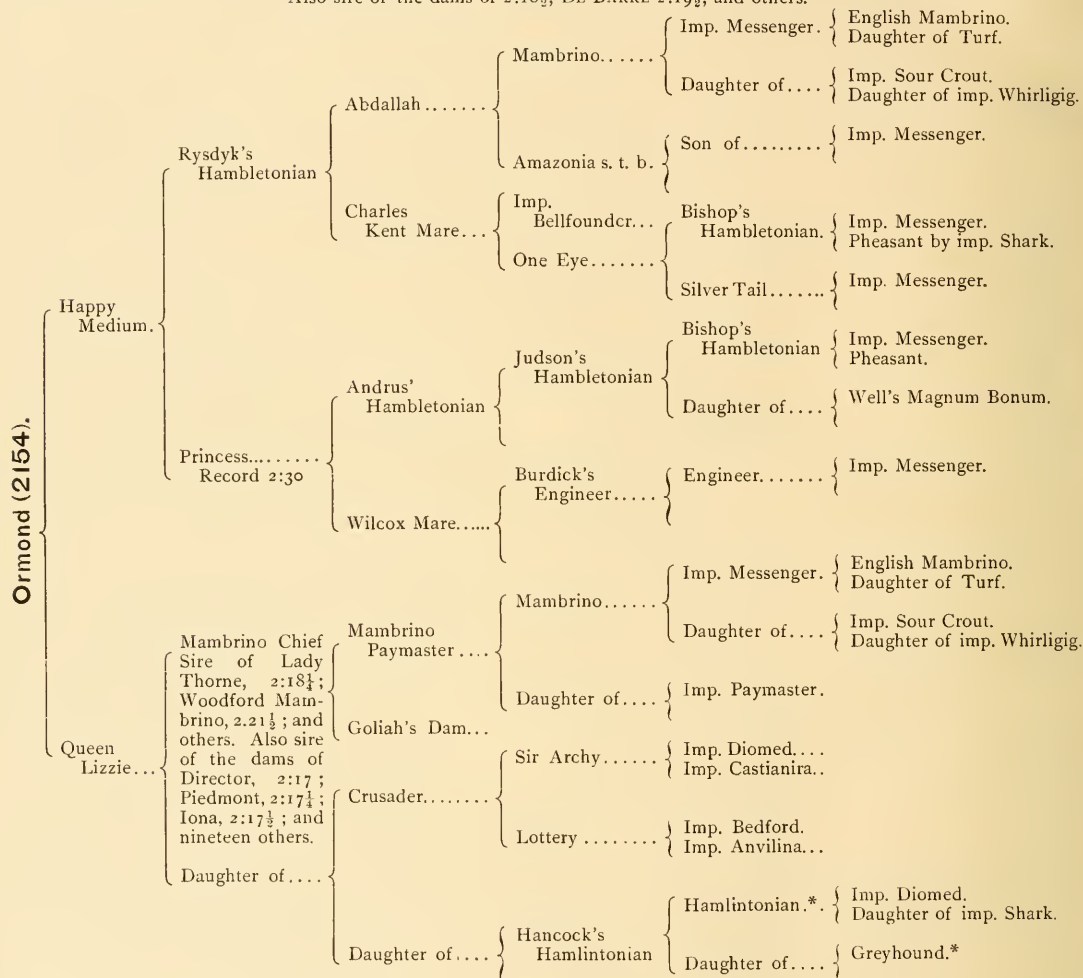 Also sire of the dams of DE BARRE and others.
Ormond (2154).
Happy
Medium.
Queen
Lizzie...
Rysdyk's
Hambletonian
Princess..........
Record 2:30
Mambrino Chief
Sire of Lady
Thorne, 2:18¼;
Woodford Mam-
brino, 2.21½; and
others. Also sire
of the dams of
Director, 2:17;
Piedmont, 2:17¼;
Iona, 2:17½; and
nineteen others.
Daughter of....
Abdallah .......
Charles
Kent Mare...
Andrus'
Hambletonian
Wilcox Mare......
Mambrino
Paymaster ....
Goliah's Dam...
Crusader........
Daughter of....
Mambrino......
Amazonia s. t. b.
Imp.
Bellfoundcr...
One Eye.......
Judson's
Hambletonian
Burdick's
Engineer.....
Mambrino......
Daughter of...
Sir Archy......
Lottery ........
Hancock's
Hamlintonian
Imp. Messenger.
Daughter of....
Son of.........
Bishop's
Hambletonian.
Silver Tail.......
Bishop's
Hambletonian
Daughter of....
Engineer.......
Imp. Messenger.
Daughter of....
Imp. Paymaster.
Imp. Diomed....
Imp. Castianira..
Imp. Bedford.
Imp. Anvilina...
Hamlintonian.*.
Daughter of....
English Mambrino.
Daughter of Turf.
Imp. Sour Crout.
Daughter of imp. Whirligig.
Imp. Messenger.
Imp. Messenger.
Pheasant by imp. Shark.
Imp. Messenger.
Imp. Messenger.
Pheasant.
Well's Magnum Bonum.
Imp. Messenger.
English Mambrino.
Daughter of Turf.
Imp. Sour Crout.
Daughter of imp. Whirligig.
Imp. Diomed.
Daughter of imp. Shark.
Greyhound.*